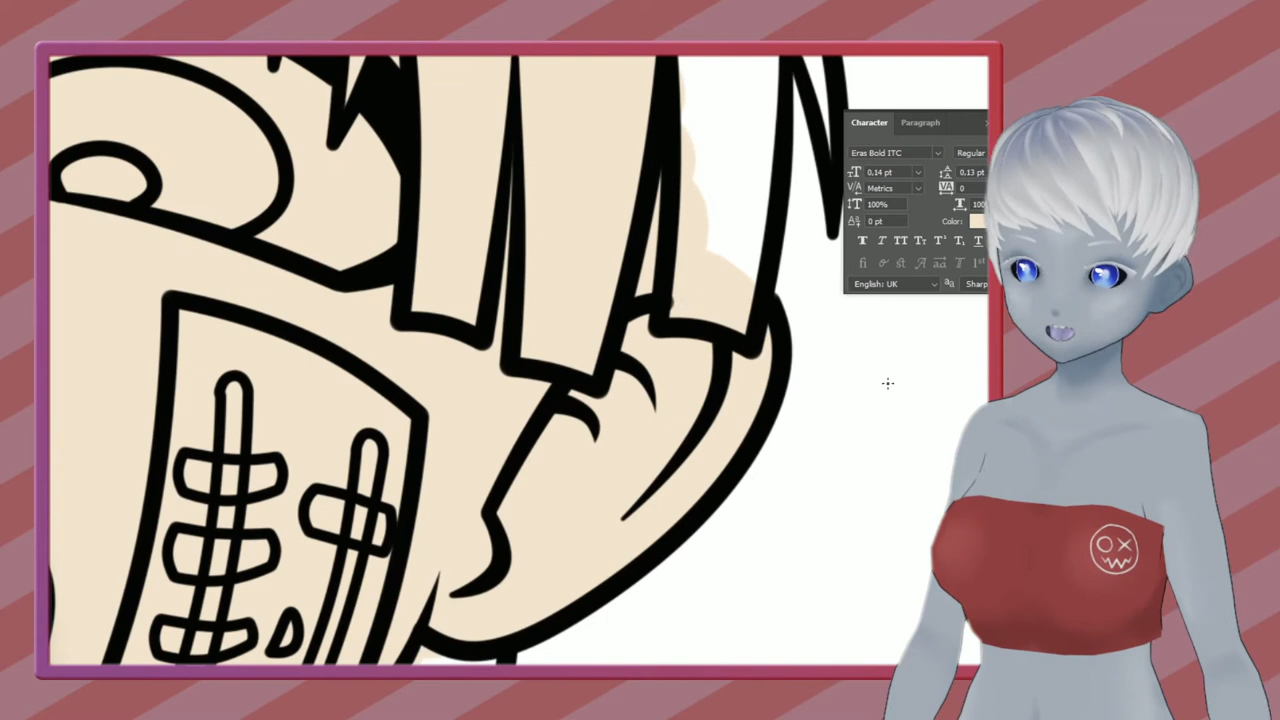 Character Paragraph
Eras Bold ITC Regular
0,14 pt 0,13 pt
Metrics 0
100% 100
0 pt Color:
English: UK Sharp